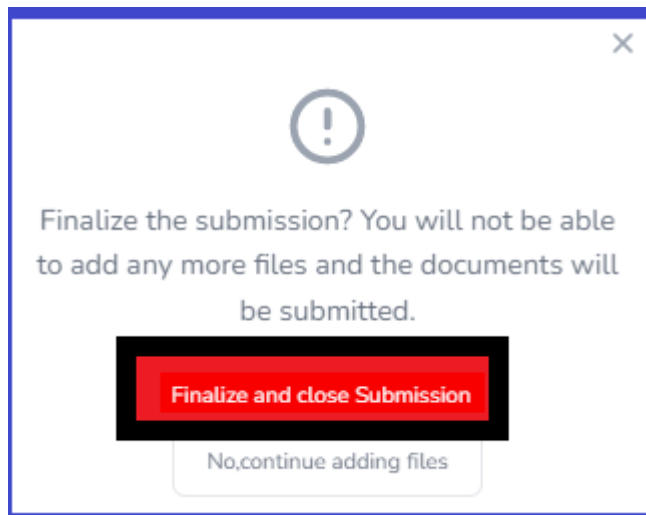 Finalize the submission? You will not be able
to add any more files and the documents will
be submitted.
Finalize and close Submission
No,continue adding files